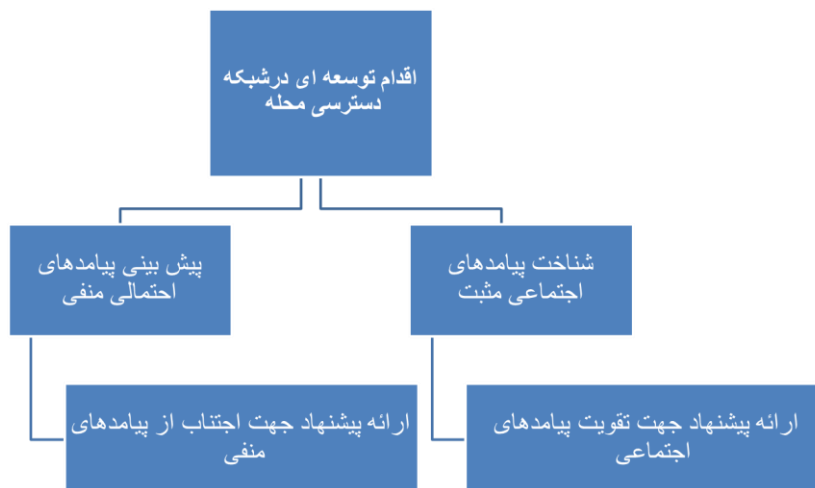 اقدام توسعه ای درشبکه
دسترسی محله
شناخت پیامدهای
اجتماعی مثبت
پیش بینی پیامدهای
احتمالی منفی
ارائه پیشنهاد جهت تقویت پیامدهای
اجتماعی
ارائه پیشنهاد جهت اجتناب از پیامدهای
منفی